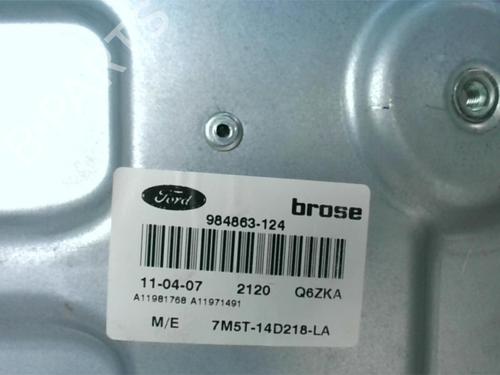 Ford
brose
984863-124
11-04-07 2120 Q6ZKA
A11981768 A11971491
M/E 7M5T-14D218-LA